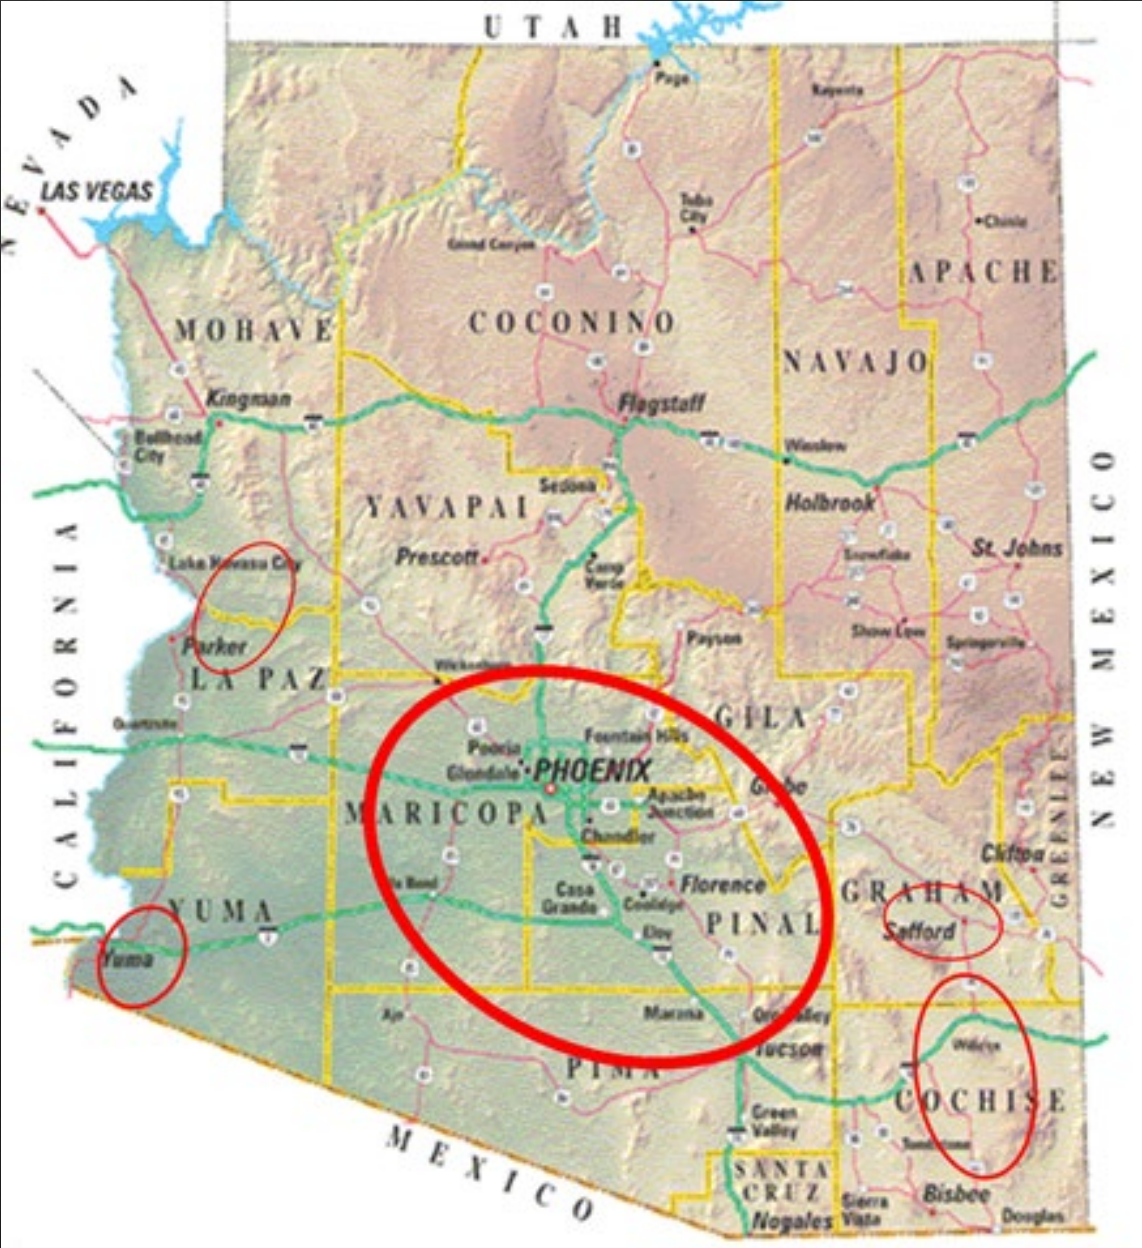 UTAH
NEVADA
Page
Kayenta
LAS VEGAS
Tuba
City
Chinle
Grand Canyon
APACHE
MOHAVE
COCONINO
NAVAJO
Kingman
Flagstaff
Bullhead
City
Winslow
Sedona
Holbrook
YAVAPAI
CALIFORNIA
NEW MEXICO
Prescott
Camp
Verde
Snowflake
St. Johns
Lake Havasu City
Parker
Payson
Show Low
Springerville
LA PAZ
Wickenburg
GILA
Quartzsite
Peoria
Fountain Hills
Glendale
PHOENIX
Globe
MARICOPA
Apache
Junction
Chandler
GREENLEE
Clifton
Gila Bend
Casa
Grande
Florence
Coolidge
GRAHAM
YUMA
PINAL
Safford
Eloy
Yuma
Ajo
Marana
Oro Valley
Tucson
Willcox
PIMA
COCHISE
Green
Valley
Tombstone
MEXICO
SANTA
CRUZ
Nogales
Sierra
Vista
Bisbee
Douglas